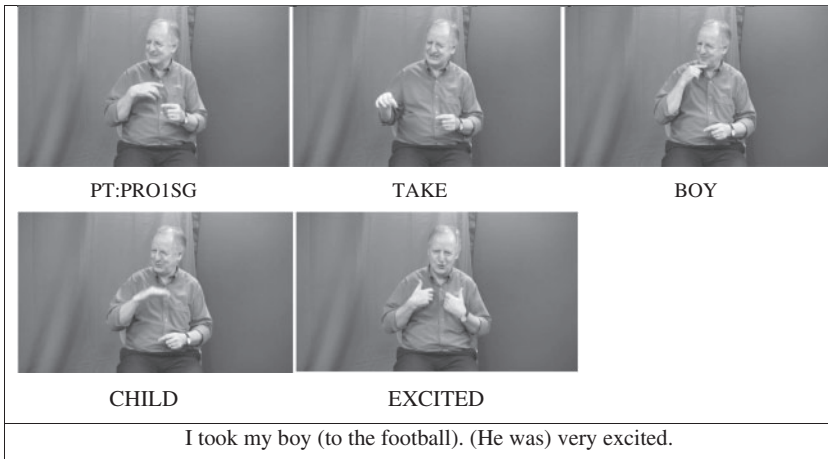 PT:PRO1SG TAKE BOY
CHILD EXCITED
I took my boy (to the football). (He was) very excited.